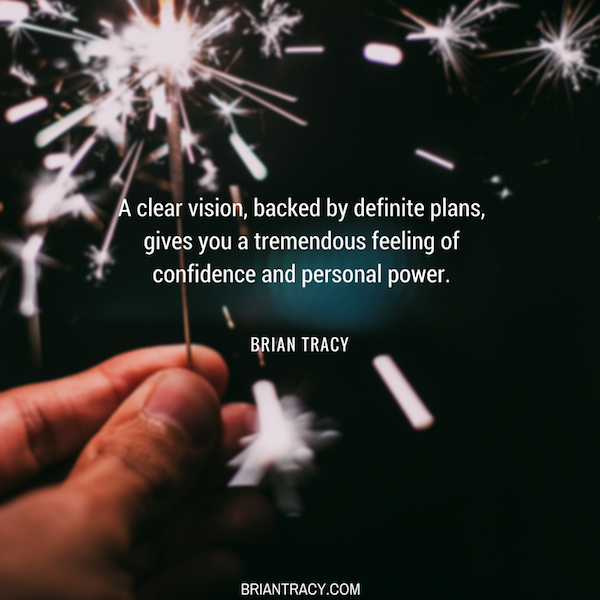 A clear vision, backed by definite plans,
gives you a tremendous feeling of
confidence and personal power.
BRIAN TRACY
BRIANTRACY.COM